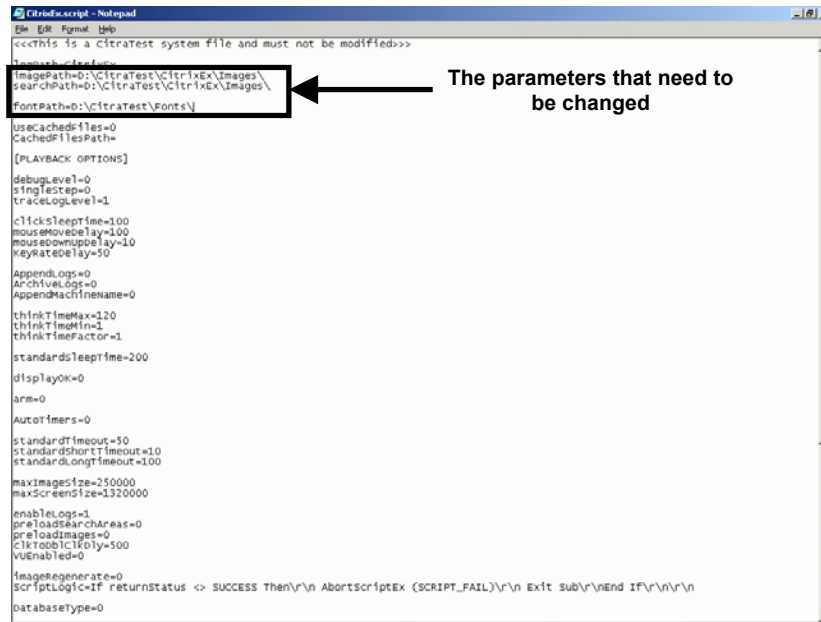 CitrixEx.script - Notepad
File Edit Format Help
<<<This is a CitraTest system file and must not be modified>>>
logPath=CitrixEx
imagePath=D:\CitraTest\CitrixEx\Images\
searchPath=D:\CitraTest\CitrixEx\Images\
The parameters that need to
be changed
fontPath=D:\CitraTest\Fonts\
UseCachedFiles=0
CachedFilesPath=
[PLAYBACK OPTIONS]
debugLevel=0
singleStep=0
traceLogLevel=1
clickSleepTime=100
mouseMoveDelay=100
mouseDownUpDelay=10
KeyRateDelay=50
AppendLogs=0
ArchiveLogs=0
AppendMachineName=0
thinkTimeMax=120
thinkTimeMin=1
thinkTimeFactor=1
standardSleepTime=200
displayOK=0
arm=0
AutoTimers=0
standardTimeout=50
standardShortTimeout=10
standardLongTimeout=100
maxImageSize=250000
maxScreenSize=1320000
enableLogs=1
preloadSearchAreas=0
preloadImages=0
clkToDblClkDly=500
VUEnabled=0
imageRegenerate=0
ScriptLogic=If returnStatus <> SUCCESS Then\r\n AbortScriptEx (SCRIPT_FAIL)\r\n Exit Sub\r\nEnd If\r\n\r\n
DatabaseType=0